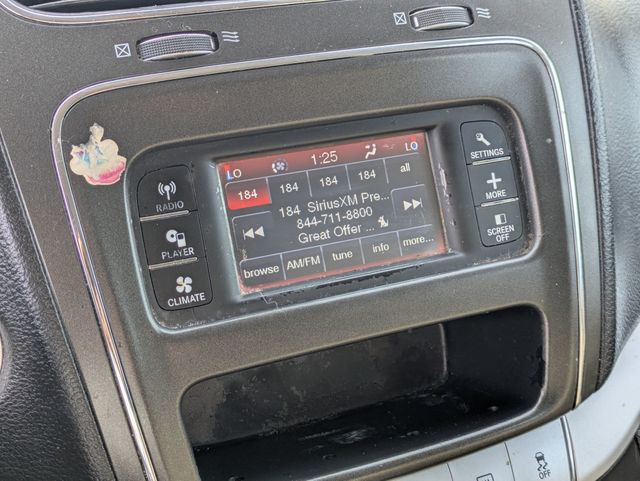 LO 1:25 LO
184 184 184 184 all
184 SiriusXM Pre...
844-711-8800
Great Offer ...
browse AM/FM tune info more...
RADIO
PLAYER
CLIMATE
SETTINGS
MORE
SCREEN
OFF
OFF